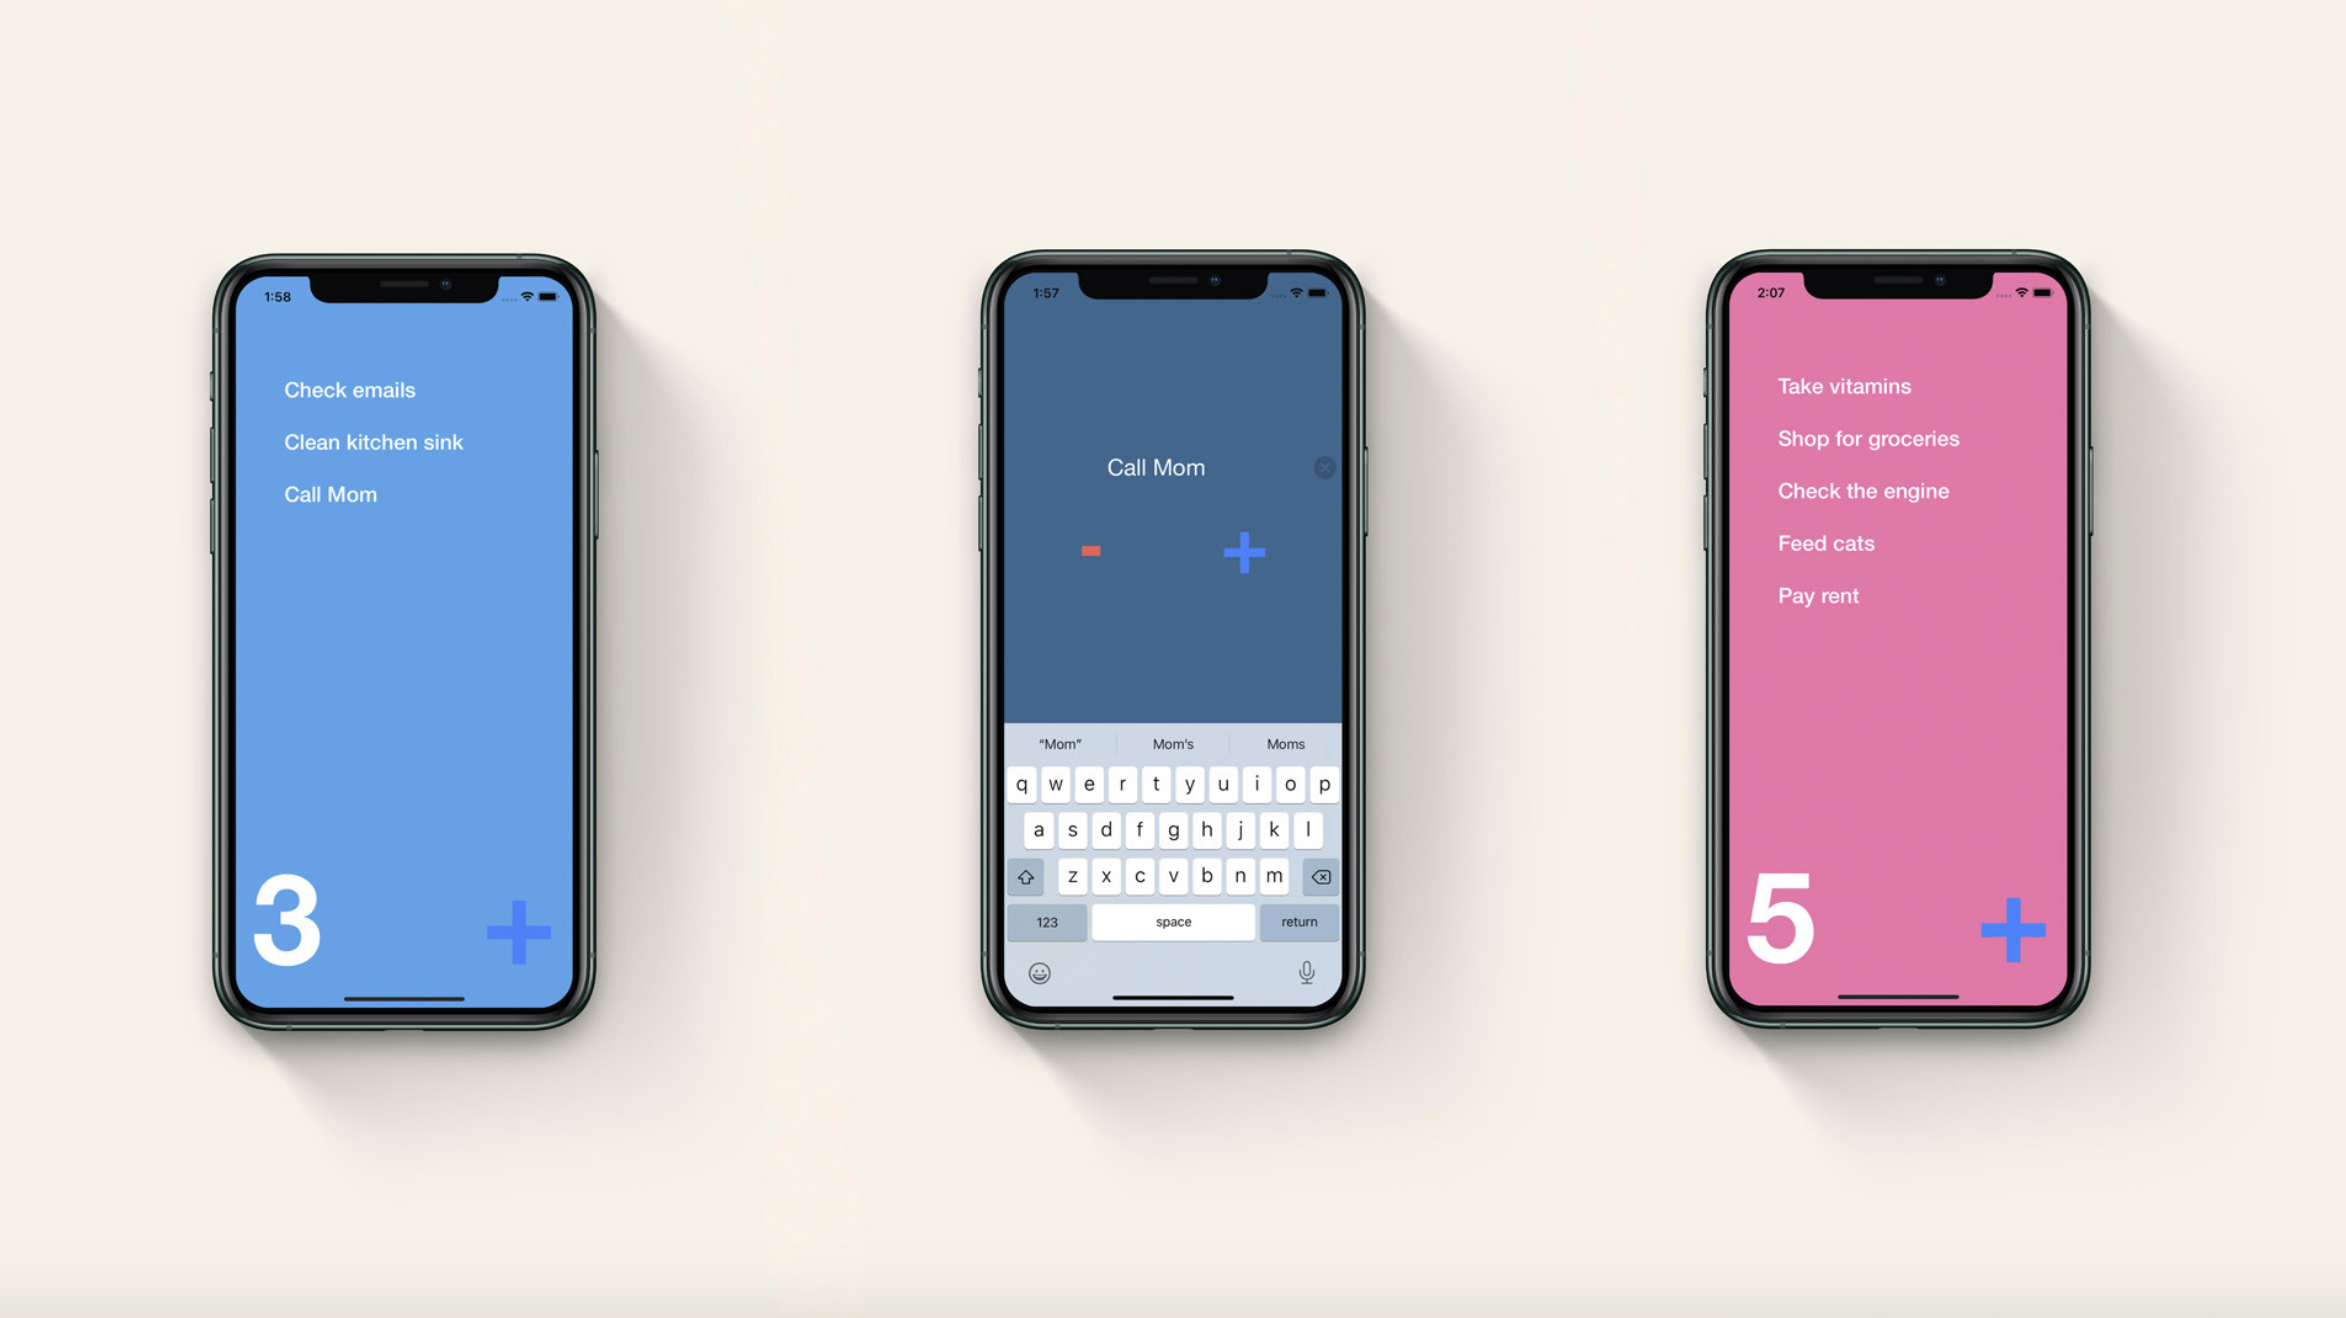 1:58
Check emails
Clean kitchen sink
Call Mom
3
+
1:57
Call Mom
-
+
“Mom” Mom's Moms
q w e r t y u i o p
a s d f g h j k l
z x c v b n m
123 space return
2:07
Take vitamins
Shop for groceries
Check the engine
Feed cats
Pay rent
5
+